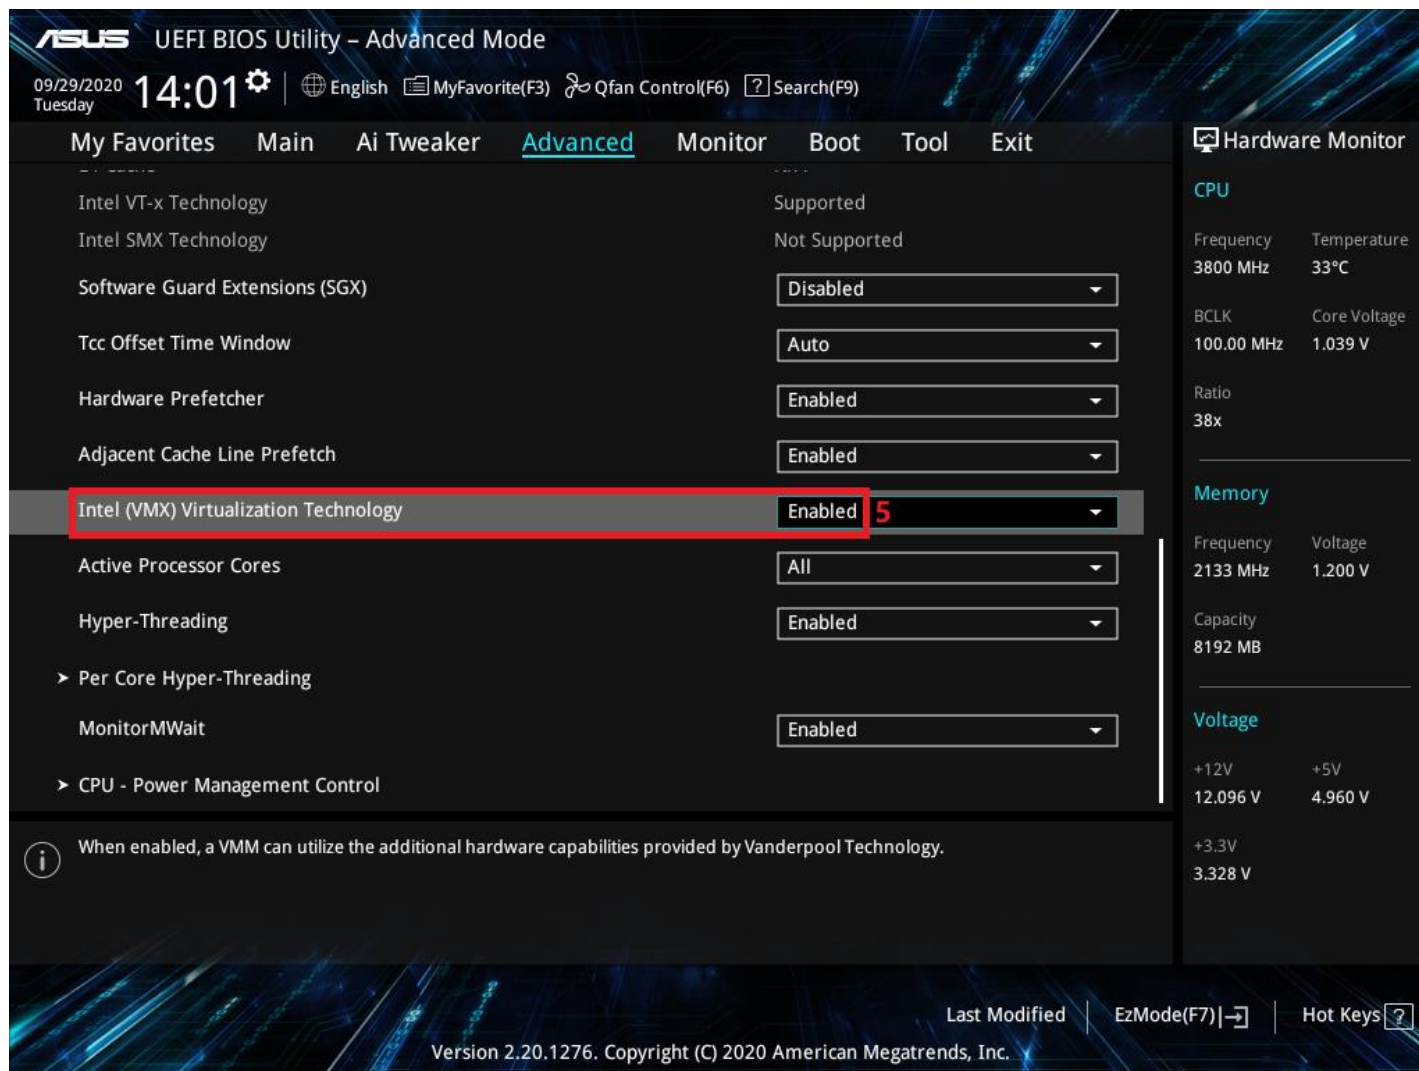 ASUS UEFI BIOS Utility – Advanced Mode
09/29/2020 Tuesday 14:01 English MyFavorite(F3) Qfan Control(F6) ? Search(F9)
My Favorites Main Ai Tweaker Advanced Monitor Boot Tool Exit
Intel VT-x Technology Supported
Intel SMX Technology Not Supported
Software Guard Extensions (SGX) Disabled
Tcc Offset Time Window Auto
Hardware Prefetcher Enabled
Adjacent Cache Line Prefetch Enabled
Intel (VMX) Virtualization Technology Enabled 5
Active Processor Cores All
Hyper-Threading Enabled
Per Core Hyper-Threading
MonitorMWait Enabled
CPU - Power Management Control
When enabled, a VMM can utilize the additional hardware capabilities provided by Vanderpool Technology.
Hardware Monitor
CPU
Frequency Temperature
3800 MHz 33°C
BCLK Core Voltage
100.00 MHz 1.039 V
Ratio
38x
Memory
Frequency Voltage
2133 MHz 1.200 V
Capacity
8192 MB
Voltage
+12V +5V
12.096 V 4.960 V
+3.3V
3.328 V
Last Modified EzMode(F7) Hot Keys ?
Version 2.20.1276. Copyright (C) 2020 American Megatrends, Inc.